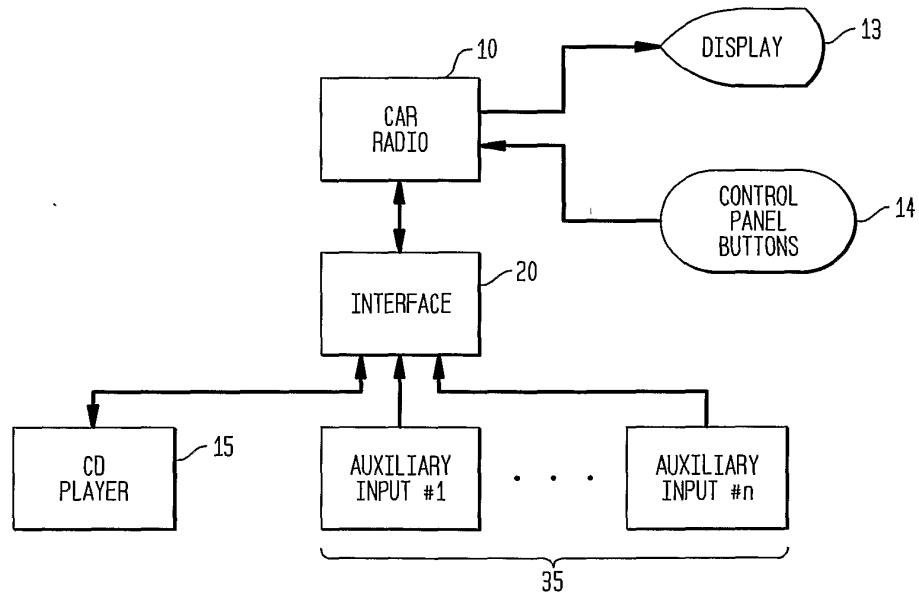 10
CAR
RADIO
DISPLAY
13
CONTROL
PANEL
BUTTONS
14
INTERFACE
20
CD
PLAYER
15
AUXILIARY
INPUT #1
. . .
AUXILIARY
INPUT #n
35